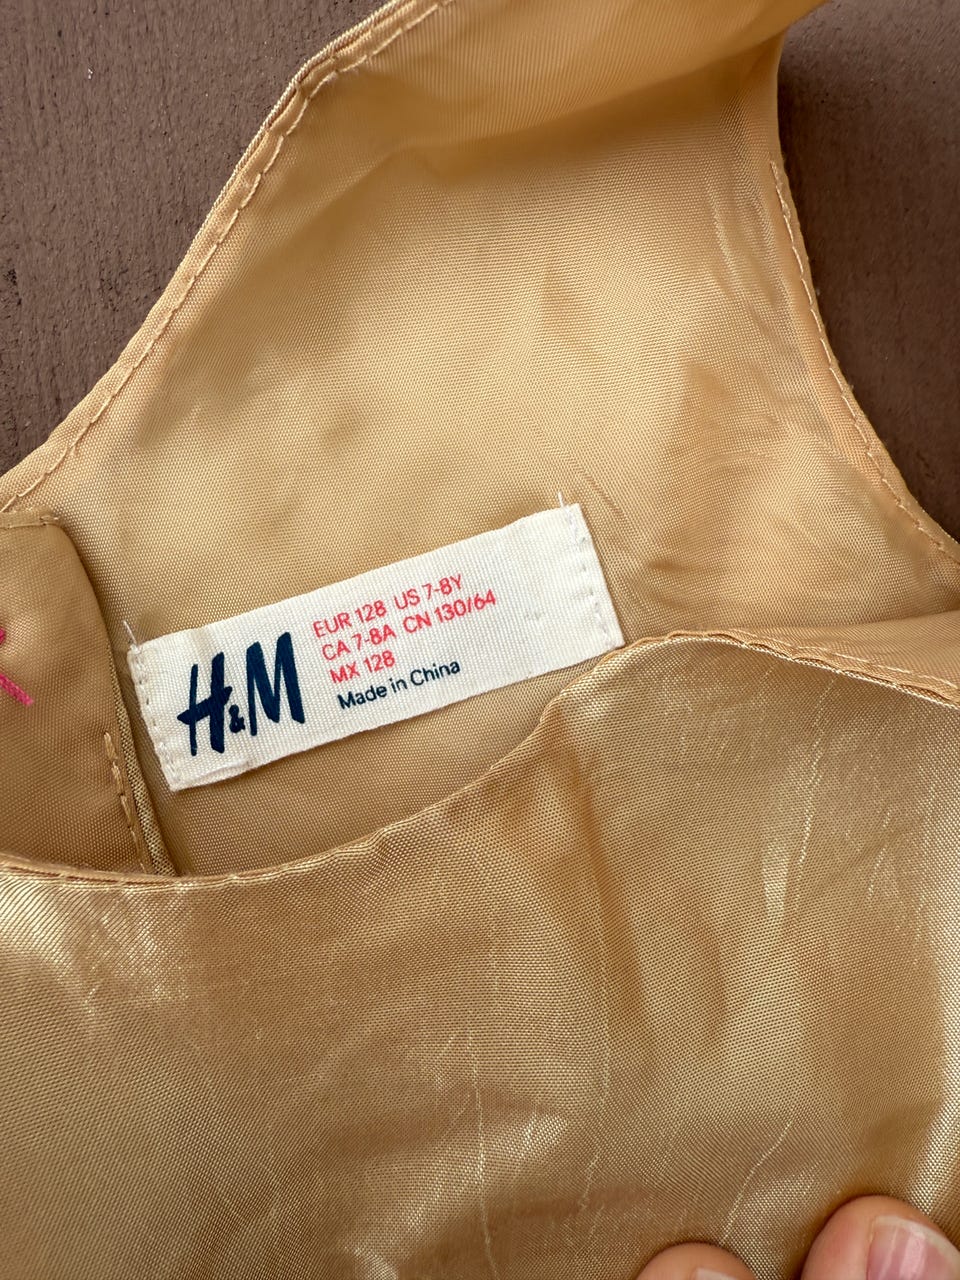 H&M
EUR 128 US 7-8Y
CA 7-8A CN 130/64
MX 128
Made in China